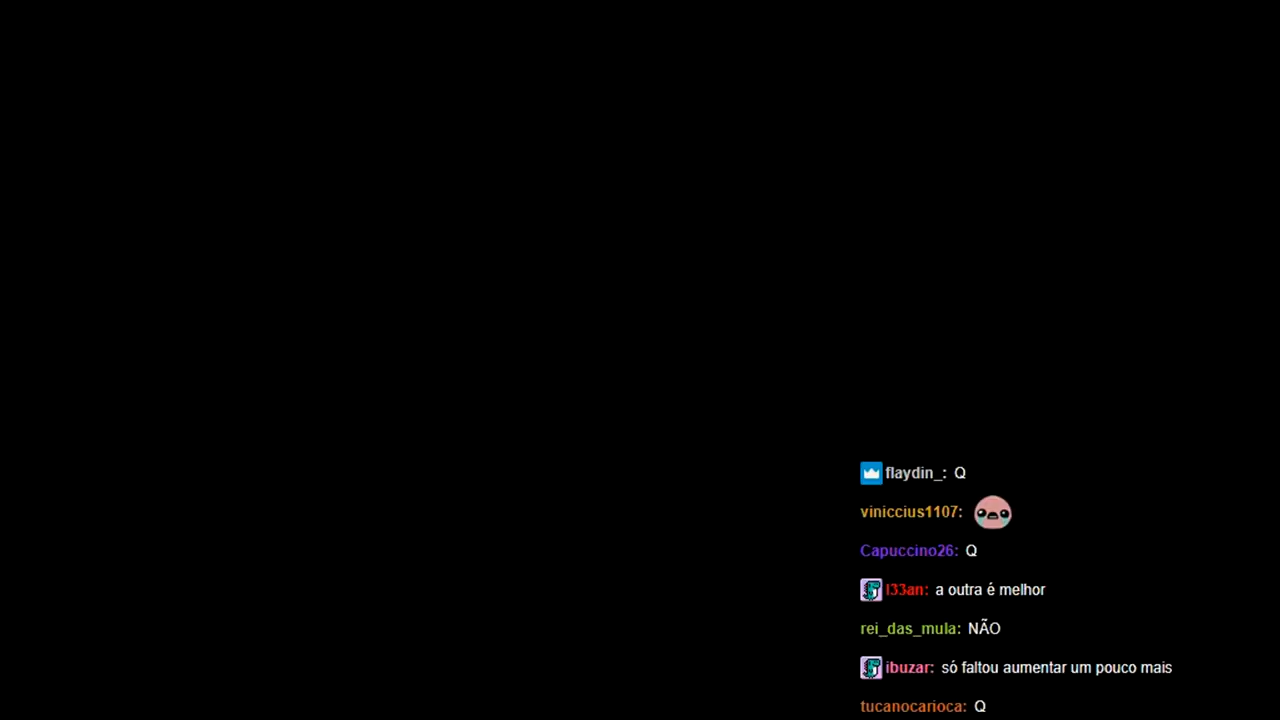 flaydin_: Q
viniccius1107:
Capuccino26: Q
l33an: a outra é melhor
rei_das_mula: NÃO
ibuzar: só faltou aumentar um pouco mais
tucanocarioca: Q